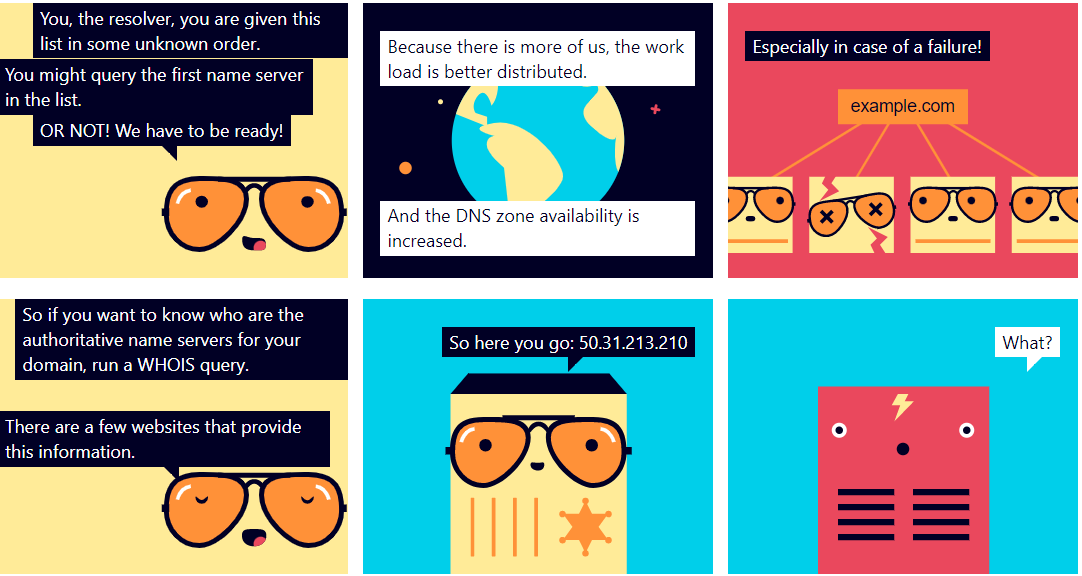 You, the resolver, you are given this
list in some unknown order.
You might query the first name server
in the list.
OR NOT! We have to be ready!
Because there is more of us, the work
load is better distributed.
And the DNS zone availability is
increased.
Especially in case of a failure!
example.com
So if you want to know who are the
authoritative name servers for your
domain, run a WHOIS query.
There are a few websites that provide
this information.
So here you go: 50.31.213.210
What?